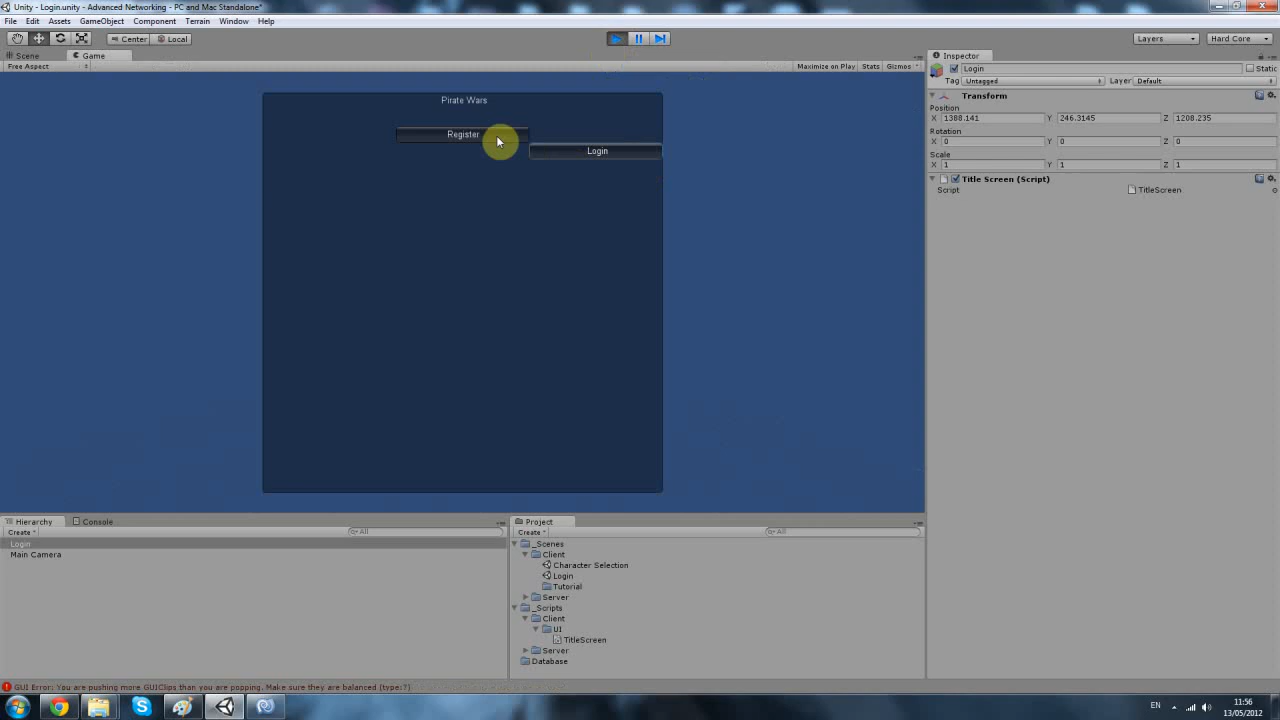 Unity - Login.unity - Advanced Networking - PC and Mac Standalone*
File Edit Assets GameObject Component Terrain Window Help
Center Local Layers Hard Core
Scene Game
Free Aspect Maximize on Play Stats Gizmos
Pirate Wars
Register
Login
Inspector
Login Static
Tag Untagged Layer Default
Transform
Position
X 1388.141 Y 246.3145 Z 1208.235
Rotation
X 0 Y 0 Z 0
Scale
X 1 Y 1 Z 1
Title Screen (Script)
Script TitleScreen
Hierarchy Console
Create All
Login
Main Camera
Project
Create All
_Scenes
Client
Character Selection
Login
Tutorial
Server
_Scripts
Client
UI
TitleScreen
Server
Database
GUI Error: You are pushing more GUIClips than you are popping. Make sure they are balanced (type:?)
EN 11:56
13/05/2012